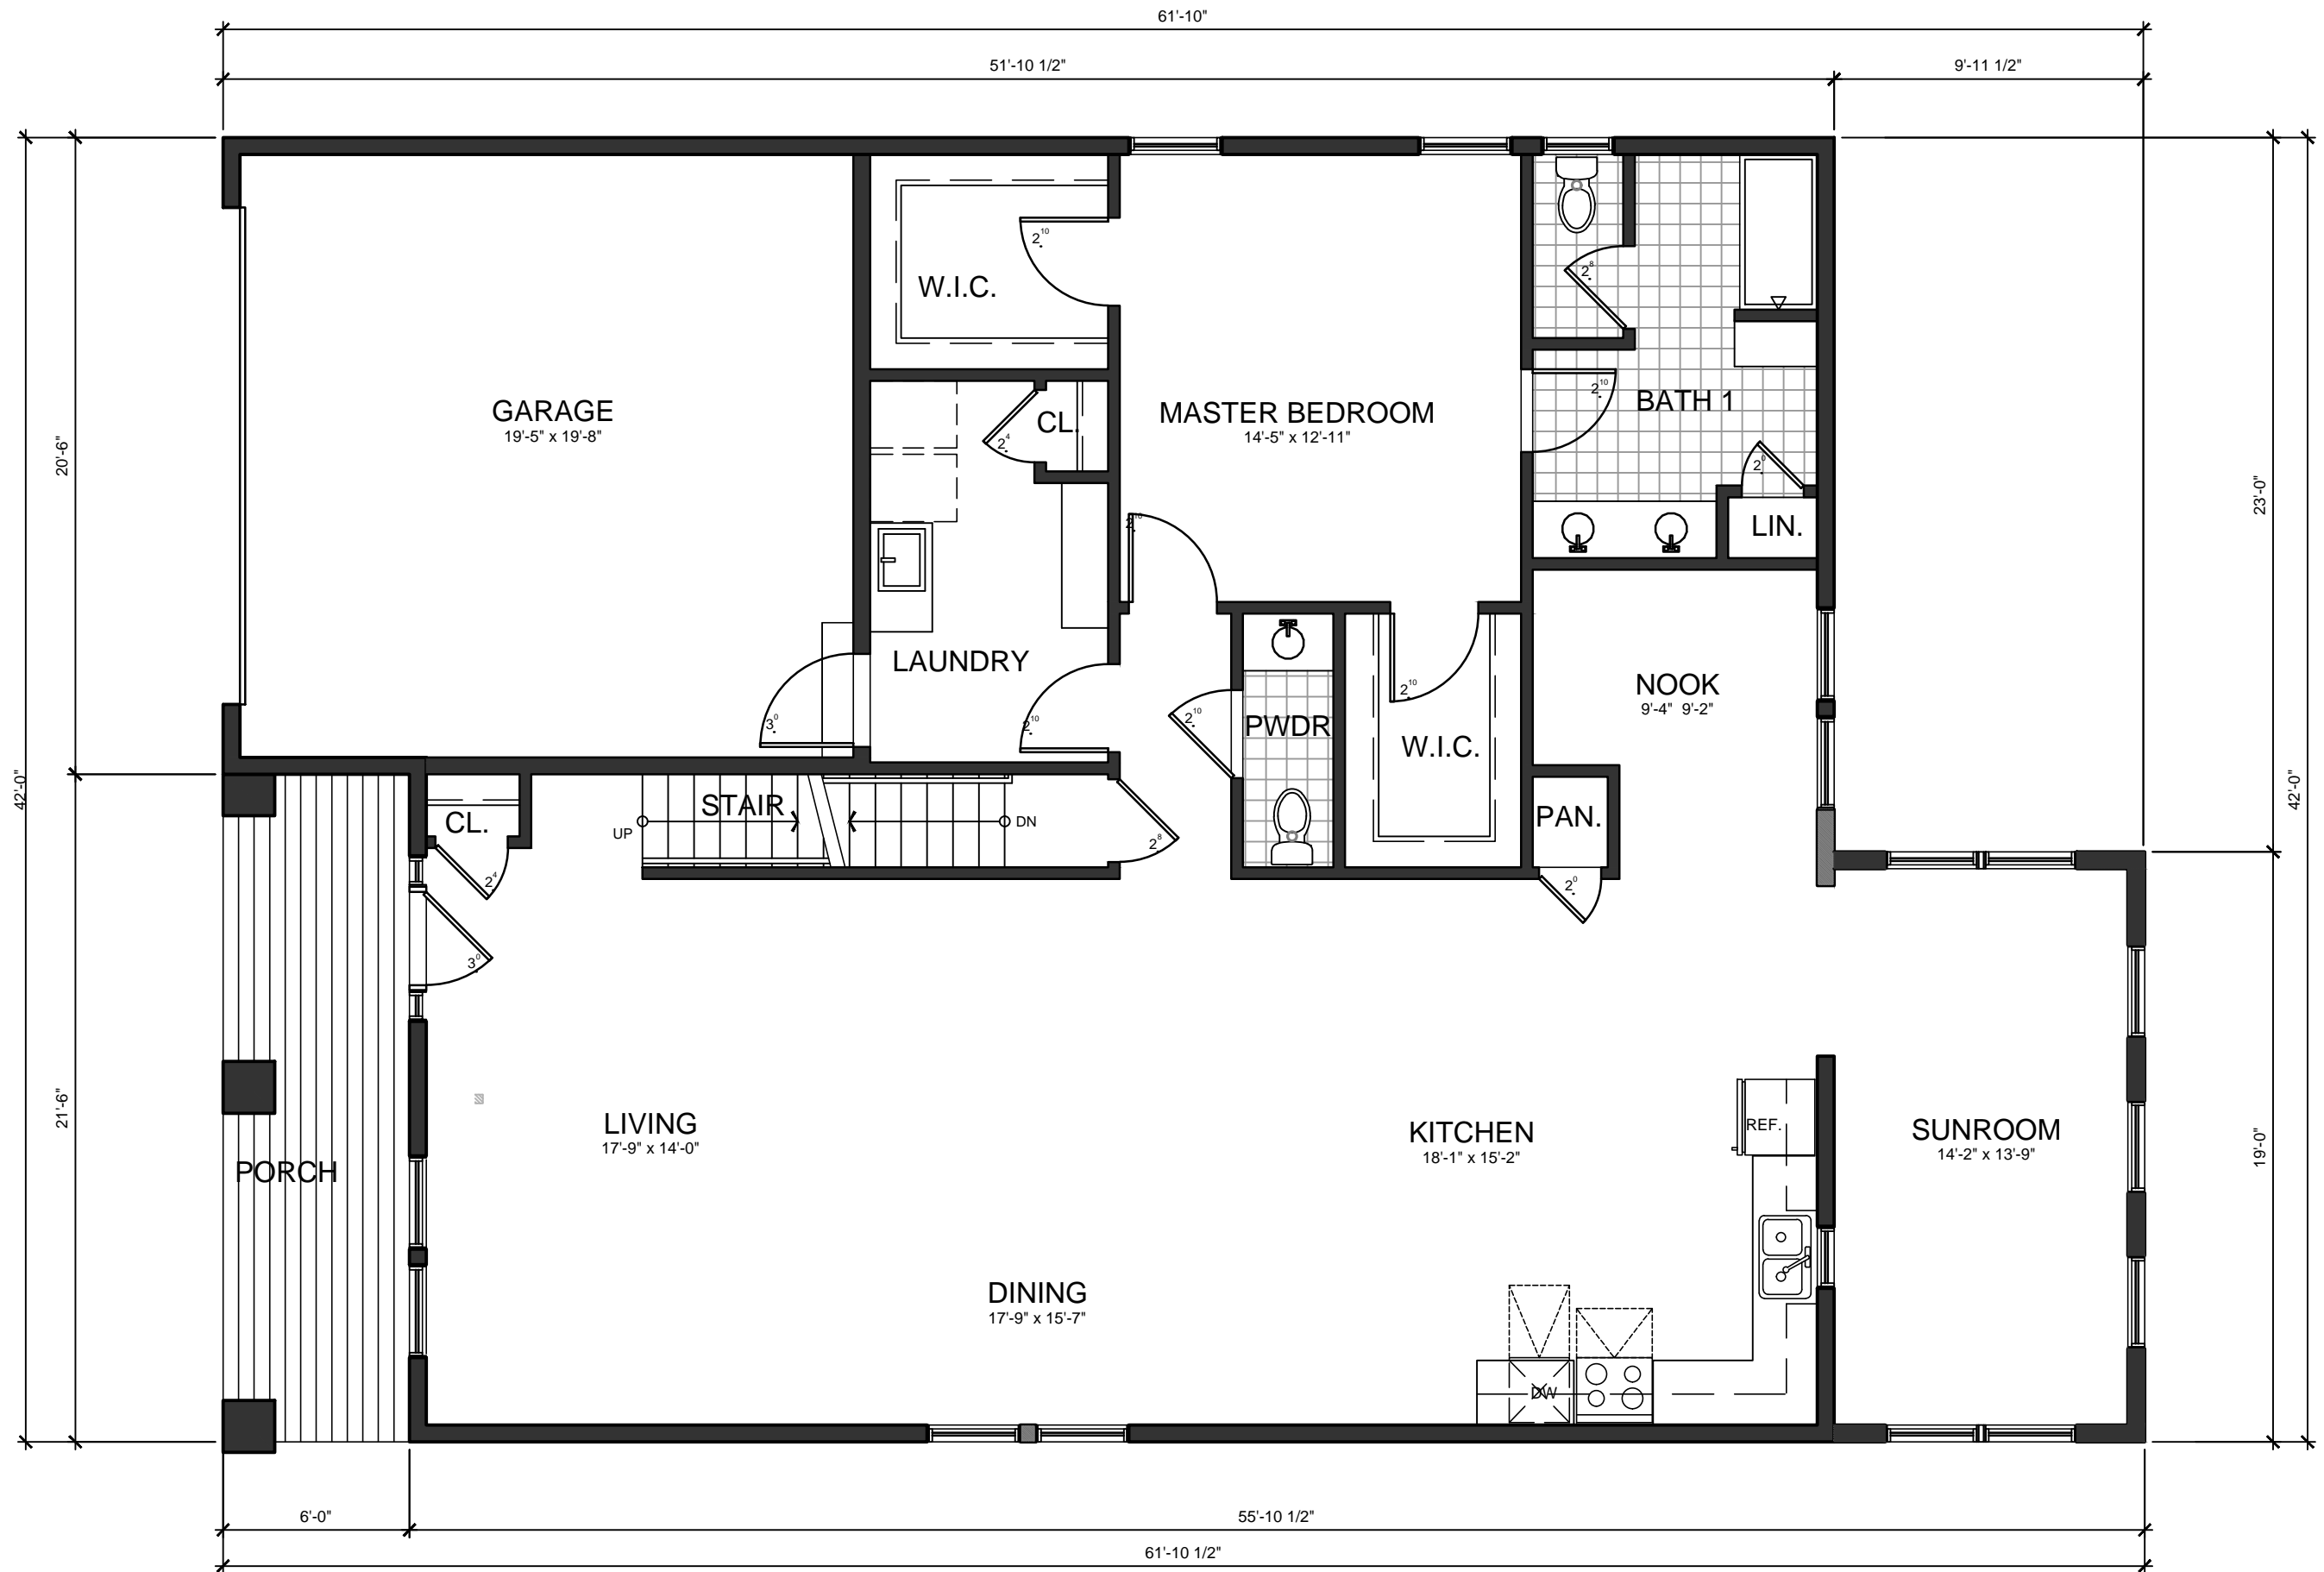 61'-10"
51'-10 1/2"
9'-11 1/2"
42'-0"
20'-6"
21'-6"
23'-0"
19'-0"
42'-0"
W.I.C.
2 10
GARAGE
19'-5" x 19'-8"
CL.
2 4
MASTER BEDROOM
14'-5" x 12'-11"
2 8
2 10
BATH 1
2 0
LIN.
2 10
LAUNDRY
3 0
2 10
2 10
PWDR
2 10
W.I.C.
NOOK
9'-4"  9'-2"
PAN.
2 0
CL.
2 4
UP
STAIR
DN
2 8
3 0
PORCH
LIVING
17'-9" x 14'-0"
KITCHEN
18'-1" x 15'-2"
REF.
SUNROOM
14'-2" x 13'-9"
DINING
17'-9" x 15'-7"
DW
6'-0"
55'-10 1/2"
61'-10 1/2"